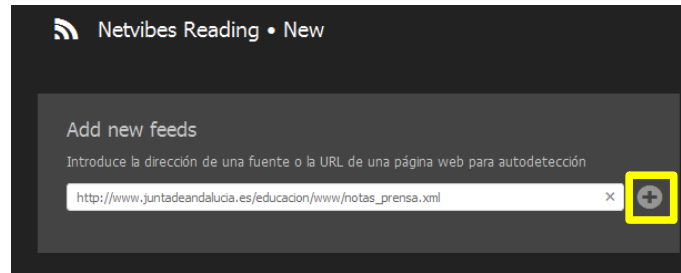 Netvibes Reading • New
Add new feeds
Introduce la dirección de una fuente o la URL de una página web para autodetección
http://www.juntadeandalucia.es/educacion/www/notas_prensa.xml